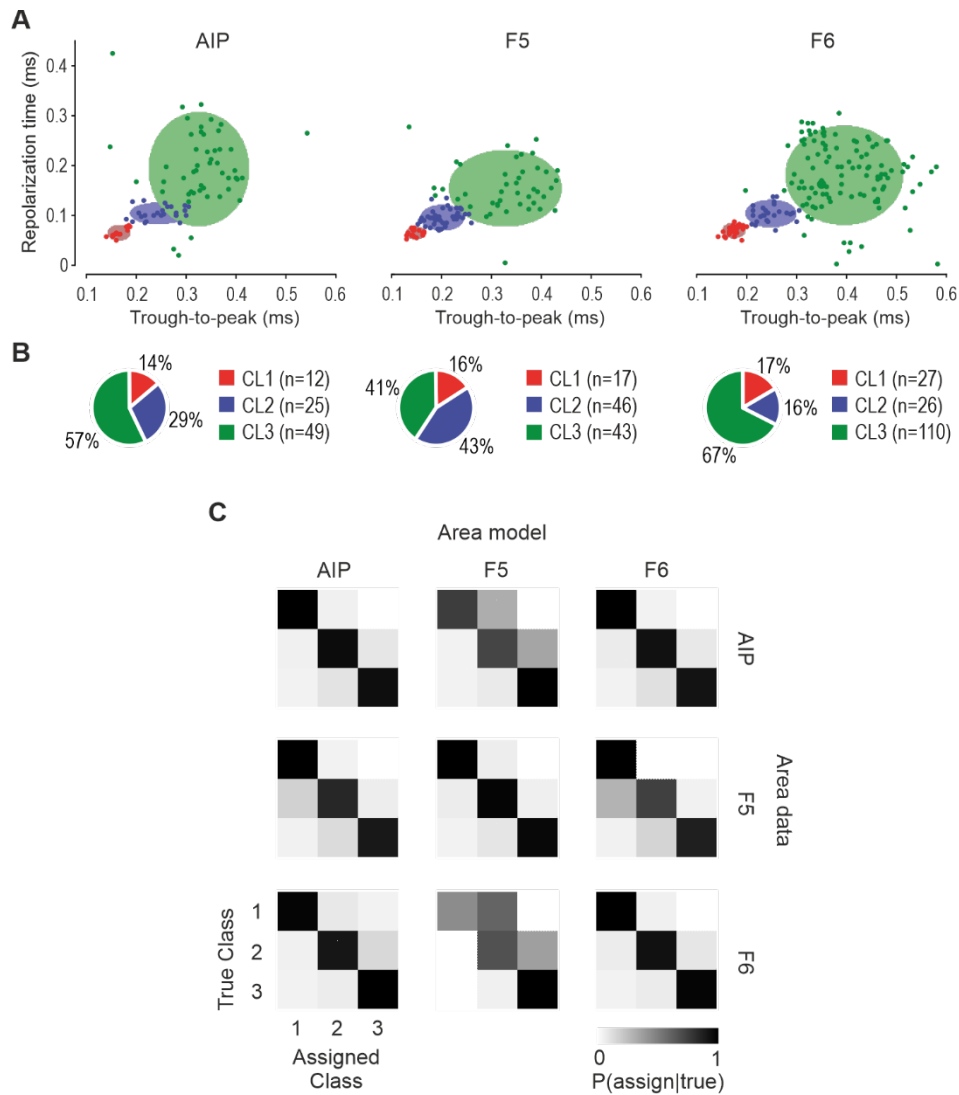 A
AIP F5 F6
Repolarization time (ms)
0.4
0.3
0.2
0.1
0
0.1 0.2 0.3 0.4 0.5 0.6
0.1 0.2 0.3 0.4 0.5 0.6
0.1 0.2 0.3 0.4 0.5 0.6
Trough-to-peak (ms) Trough-to-peak (ms) Trough-to-peak (ms)
B
14%
29%
57%
CL1 (n=12)
CL2 (n=25)
CL3 (n=49)
16%
41%
43%
CL1 (n=17)
CL2 (n=46)
CL3 (n=43)
17%
16%
67%
CL1 (n=27)
CL2 (n=26)
CL3 (n=110)
C
Area model
AIP F5 F6
AIP
F5
F6
Area data
True Class
1
2
3
1 2 3
Assigned
Class
0 1
P(assign|true)